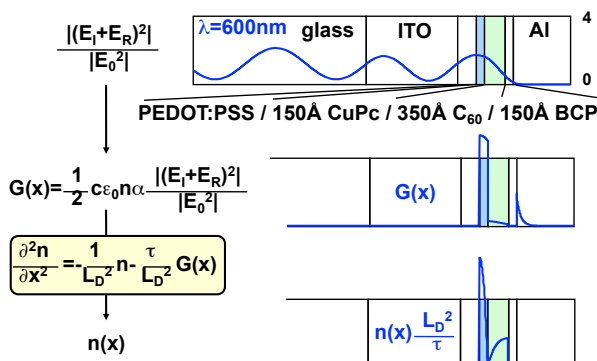 |(E_I+E_R)^2|
|E_0^2|
λ=600nm glass ITO Al 4
0
PEDOT:PSS / 150Å CuPc / 350Å C_60 / 150Å BCP
G(x)= 1/2 cε_0nα |(E_I+E_R)^2| / |E_0^2|
G(x)
∂^2n/∂x^2 =- 1/L_D^2 n- τ/L_D^2 G(x)
n(x) L_D^2/τ
n(x)